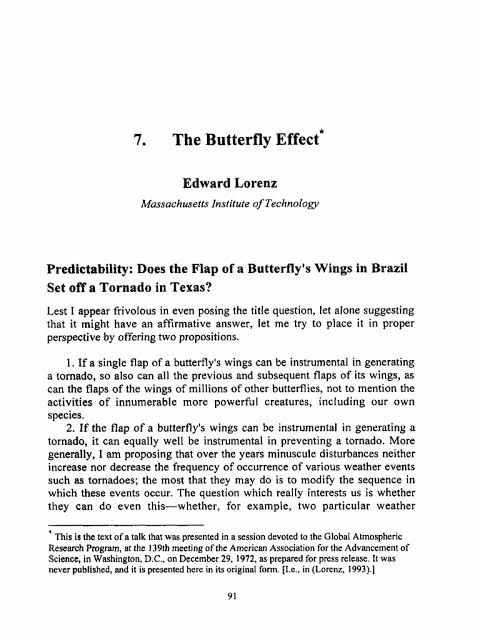 7. The Butterfly Effect*
Edward Lorenz
Massachusetts Institute of Technology
Predictability: Does the Flap of a Butterfly's Wings in Brazil
Set off a Tornado in Texas?
Lest I appear frivolous in even posing the title question, let alone suggesting
that it might have an affirmative answer, let me try to place it in proper
perspective by offering two propositions.
1. If a single flap of a butterfly's wings can be instrumental in generating
a tornado, so also can all the previous and subsequent flaps of its wings, as
can the flaps of the wings of millions of other butterflies, not to mention the
activities of innumerable more powerful creatures, including our own
species.
2. If the flap of a butterfly's wings can be instrumental in generating a
tornado, it can equally well be instrumental in preventing a tornado. More
generally, I am proposing that over the years minuscule disturbances neither
increase nor decrease the frequency of occurrence of various weather events
such as tornadoes; the most that they may do is to modify the sequence in
which these events occur. The question which really interests us is whether
they can do even this—whether, for example, two particular weather
* This is the text of a talk that was presented in a session devoted to the Global Atmospheric
Research Program, at the 139th meeting of the American Association for the Advancement of
Science, in Washington, D.C., on December 29, 1972, as prepared for press release. It was
never published, and it is presented here in its original form. [I.e., in (Lorenz, 1993).]
91